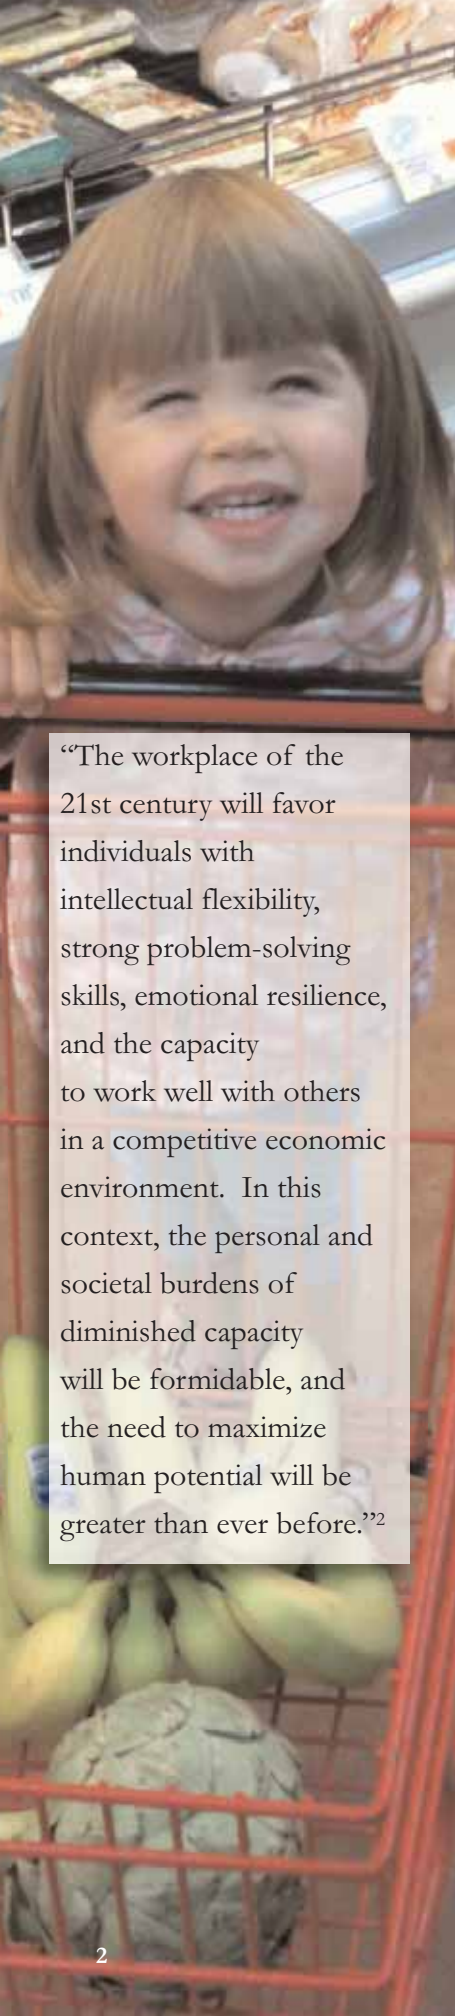 “The workplace of the
21st century will favor
individuals with
intellectual flexibility,
strong problem-solving
skills, emotional resilience,
and the capacity
to work well with others
in a competitive economic
environment.  In this
context, the personal and
societal burdens of
diminished capacity
will be formidable, and
the need to maximize
human potential will be
greater than ever before.”2
2